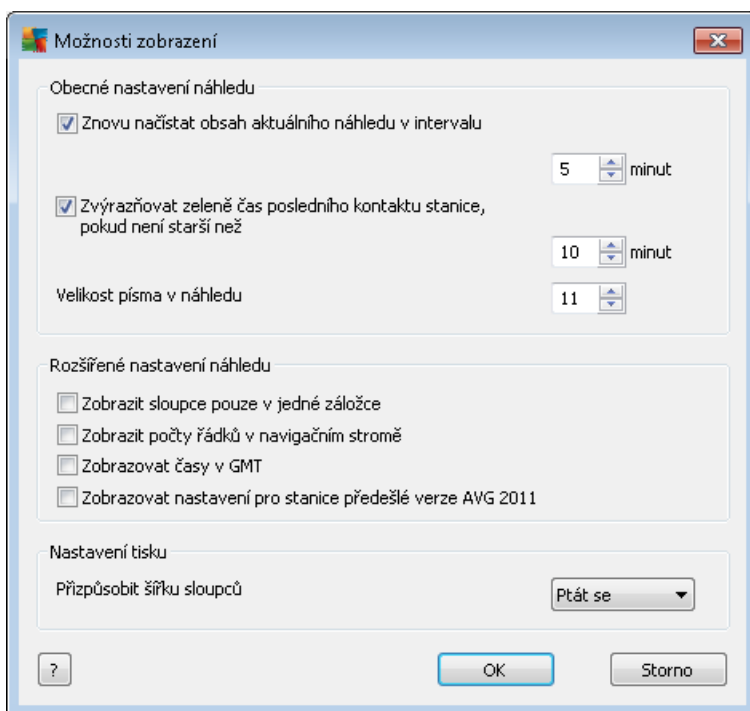 Možnosti zobrazení
Obecné nastavení náhledu
Znovu načístat obsah aktuálního náhledu v intervalu
5 minut
Zvýrazňovat zeleně čas posledního kontaktu stanice,
pokud není starší než
10 minut
Velikost písma v náhledu
11
Rozšířené nastavení náhledu
Zobrazit sloupce pouze v jedné záložce
Zobrazit počty řádků v navigačním stromě
Zobrazovat časy v GMT
Zobrazovat nastavení pro stanice předešlé verze AVG 2011
Nastavení tisku
Přizpůsobit šířku sloupců
Ptát se
?
OK
Storno